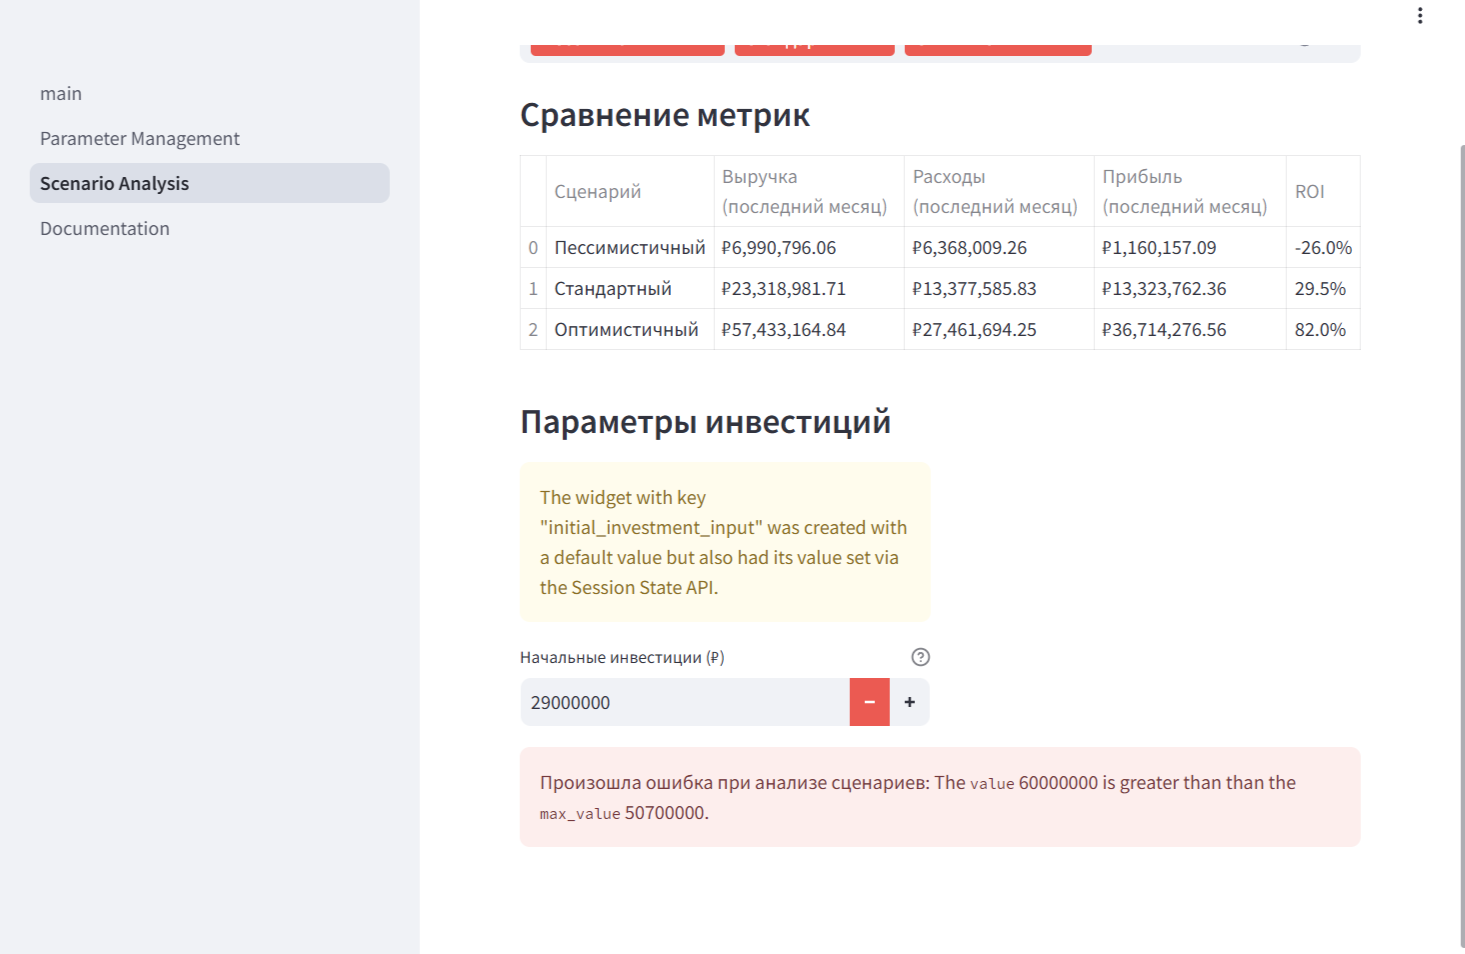 main
Parameter Management
Scenario Analysis
Documentation
Сравнение метрик
Сценарий
Выручка
(последний месяц)
Расходы
(последний месяц)
Прибыль
(последний месяц)
ROI
0 Пессимистичный ₽6,990,796.06 ₽6,368,009.26 ₽1,160,157.09 -26.0%
1 Стандартный ₽23,318,981.71 ₽13,377,585.83 ₽13,323,762.36 29.5%
2 Оптимистичный ₽57,433,164.84 ₽27,461,694.25 ₽36,714,276.56 82.0%
Параметры инвестиций
The widget with key
"initial_investment_input" was created with
a default value but also had its value set via
the Session State API.
Начальные инвестиции (₽)
29000000
Произошла ошибка при анализе сценариев: The value 60000000 is greater than than the
max_value 50700000.